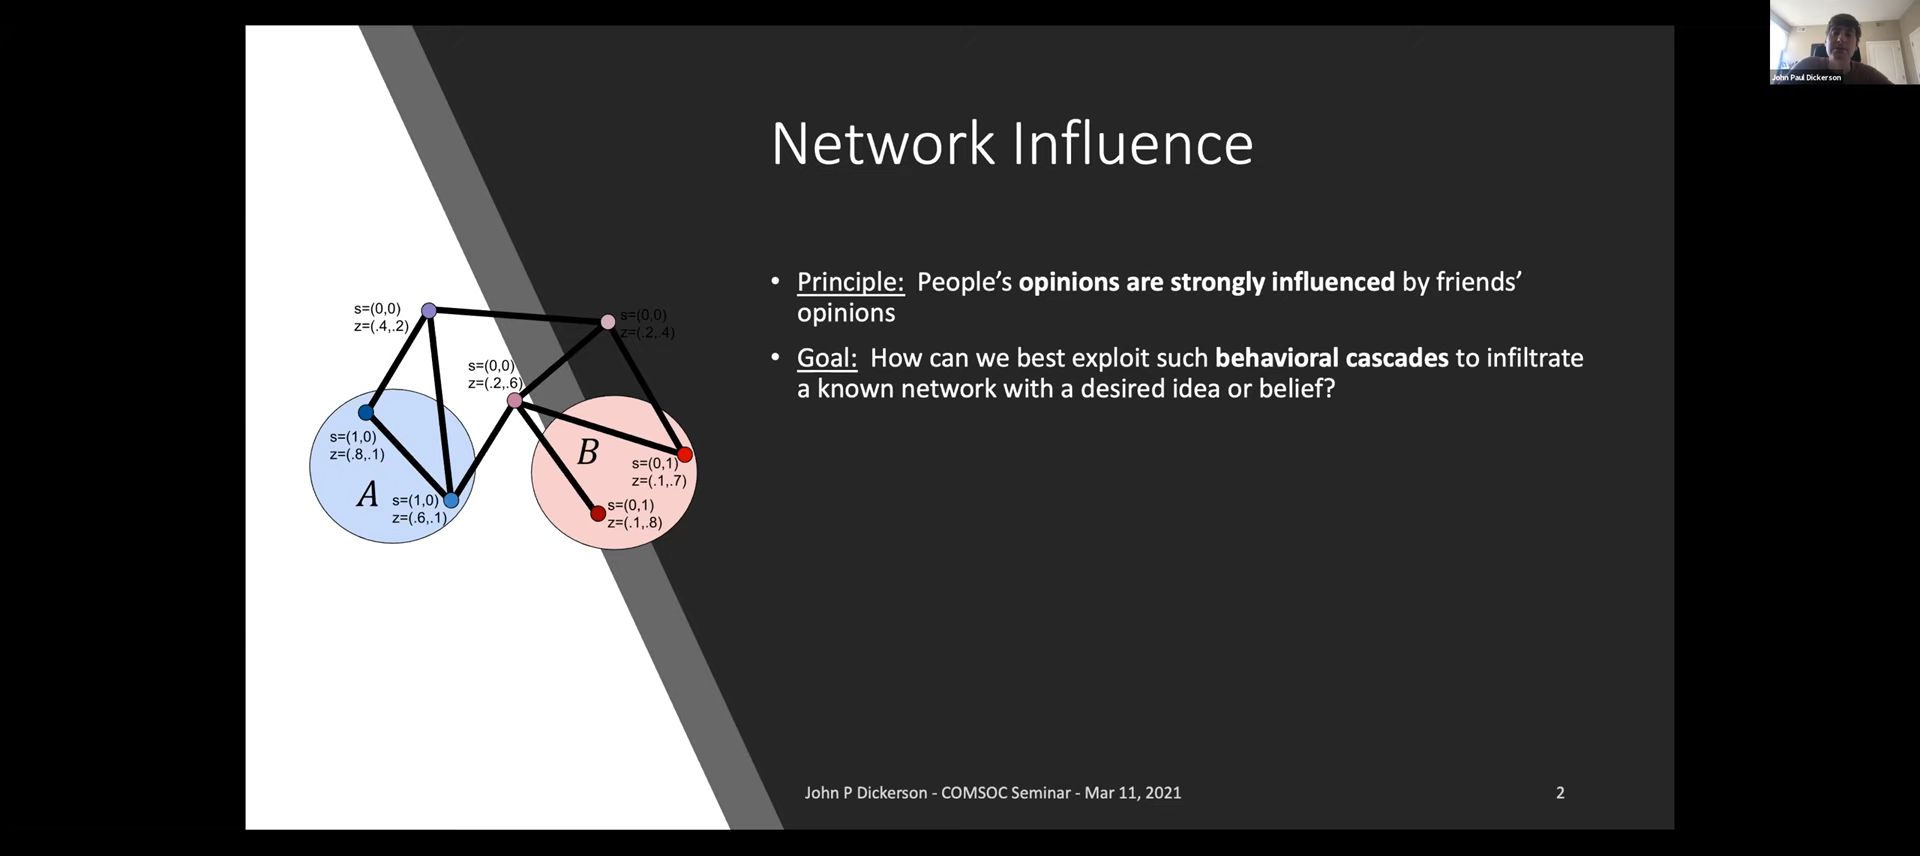 John Paul Dickerson
Network Influence
• Principle: People's opinions are strongly influenced by friends'
opinions
• Goal: How can we best exploit such behavioral cascades to infiltrate
a known network with a desired idea or belief?
s=(0,0)
z=(.4,.2)
s=(0,0)
z=(.2,.4)
s=(0,0)
z=(.2,.6)
s=(1,0)
z=(.8,.1)
A
s=(1,0)
z=(.6,.1)
B
s=(0,1)
z=(.1,.7)
s=(0,1)
z=(.1,.8)
John P Dickerson - COMSOC Seminar - Mar 11, 2021
2